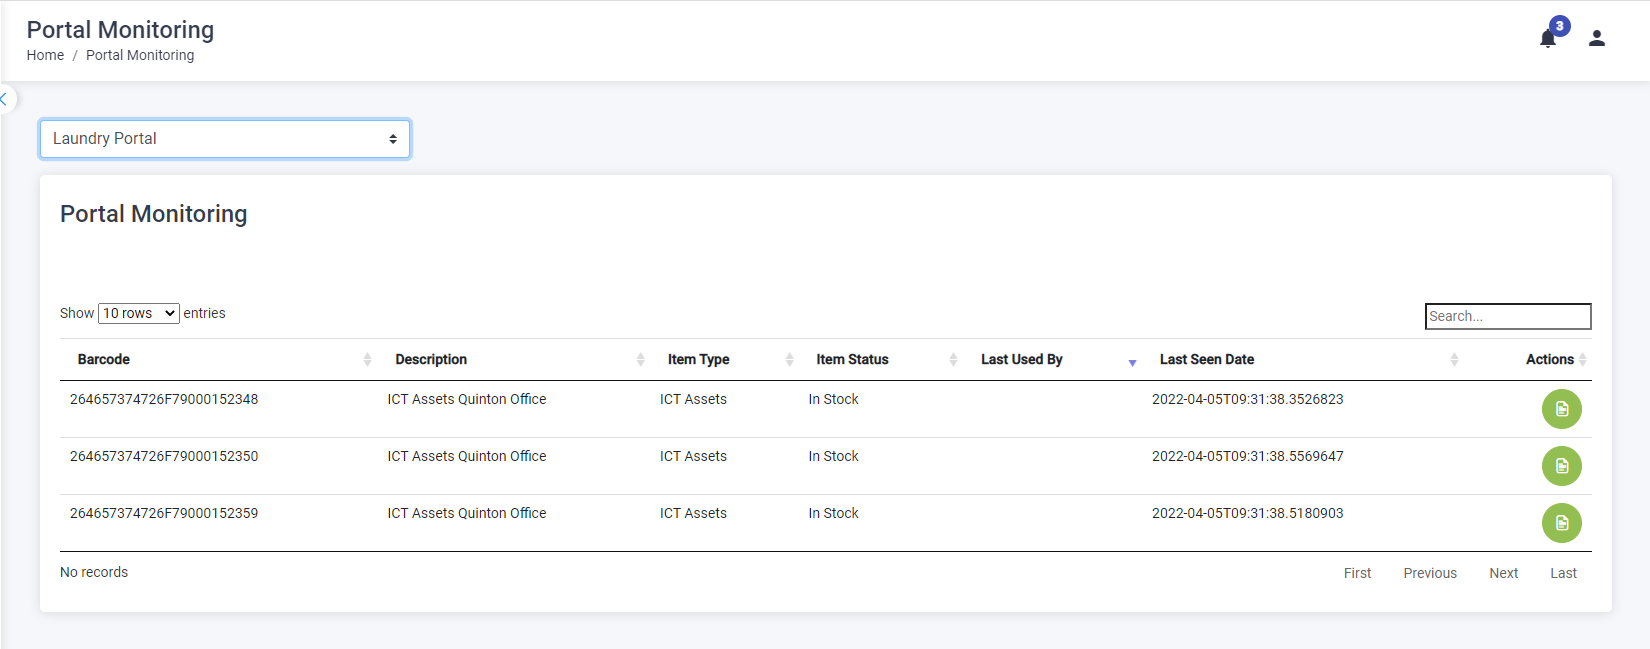 Portal Monitoring
3
Home / Portal Monitoring
Laundry Portal
Portal Monitoring
Show 10 rows entries
Search...
Barcode Description Item Type Item Status Last Used By Last Seen Date Actions
264657374726F79000152348 ICT Assets Quinton Office ICT Assets In Stock 2022-04-05T09:31:38.3526823
264657374726F79000152350 ICT Assets Quinton Office ICT Assets In Stock 2022-04-05T09:31:38.5569647
264657374726F79000152359 ICT Assets Quinton Office ICT Assets In Stock 2022-04-05T09:31:38.5180903
No records First Previous Next Last